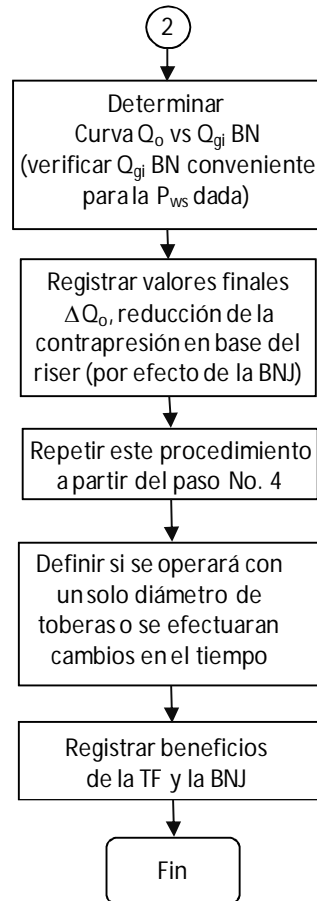 2
Determinar
Curva Qo vs Qgi BN
(verificar Qgi BN conveniente
para la Pws dada)
Registrar valores finales
ΔQo, reducción de la
contrapresión en base del
riser (por efecto de la BNJ)
Repetir este procedimiento
a partir del paso No. 4
Definir si se operará con
un solo diámetro de
toberas o se efectuaran
cambios en el tiempo
Registrar beneficios
de la TF y la BNJ
Fin